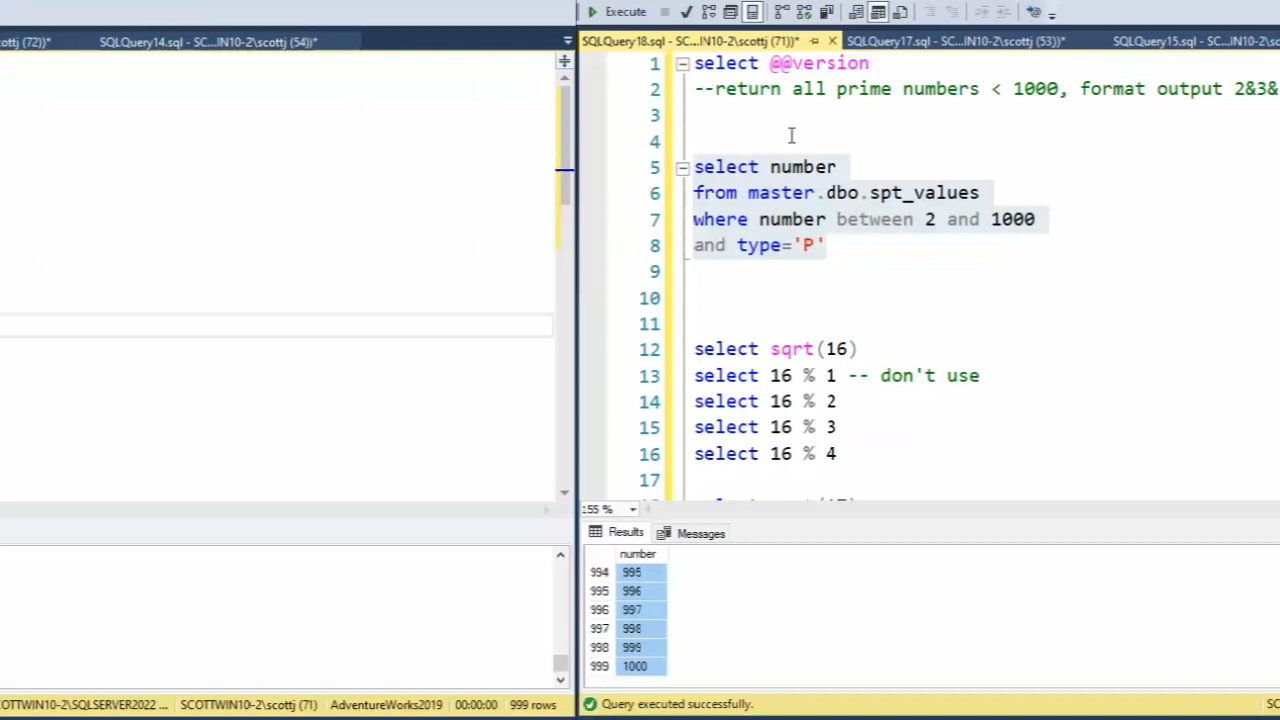 Execute
ottj (72))*
SQLQuery14.sql - SC...IN10-2\scottj (54))*
SQLQuery18.sql - SC...IN10-2\scottj (71))*
SQLQuery17.sql - SC...IN10-2\scottj (53))*
SQLQuery15.sql - SC...IN10-2\s
1 select @@version
2 --return all prime numbers < 1000, format output 2&3&
3
4
5 select number
6 from master.dbo.spt_values
7 where number between 2 and 1000
8 and type='P'
9
10
11
12 select sqrt(16)
13 select 16 % 1 -- don't use
14 select 16 % 2
15 select 16 % 3
16 select 16 % 4
17
155 %
Results
Messages
number
994 995
995 996
996 997
997 998
998 999
999 1000
OTTWIN10-2\SQLSERVER2022 ...
SCOTTWIN10-2\scottj (71)
AdventureWorks2019
00:00:00
999 rows
Query executed successfully.
SC